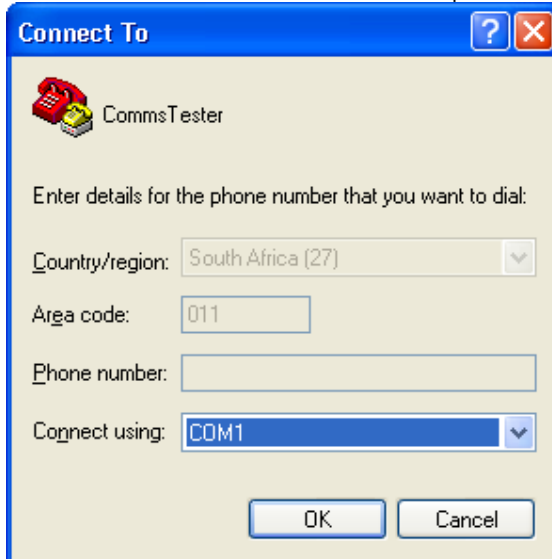 Connect To
CommsTester
Enter details for the phone number that you want to dial:
Country/region: South Africa (27)
Area code: 011
Phone number:
Connect using: COM1
OK Cancel